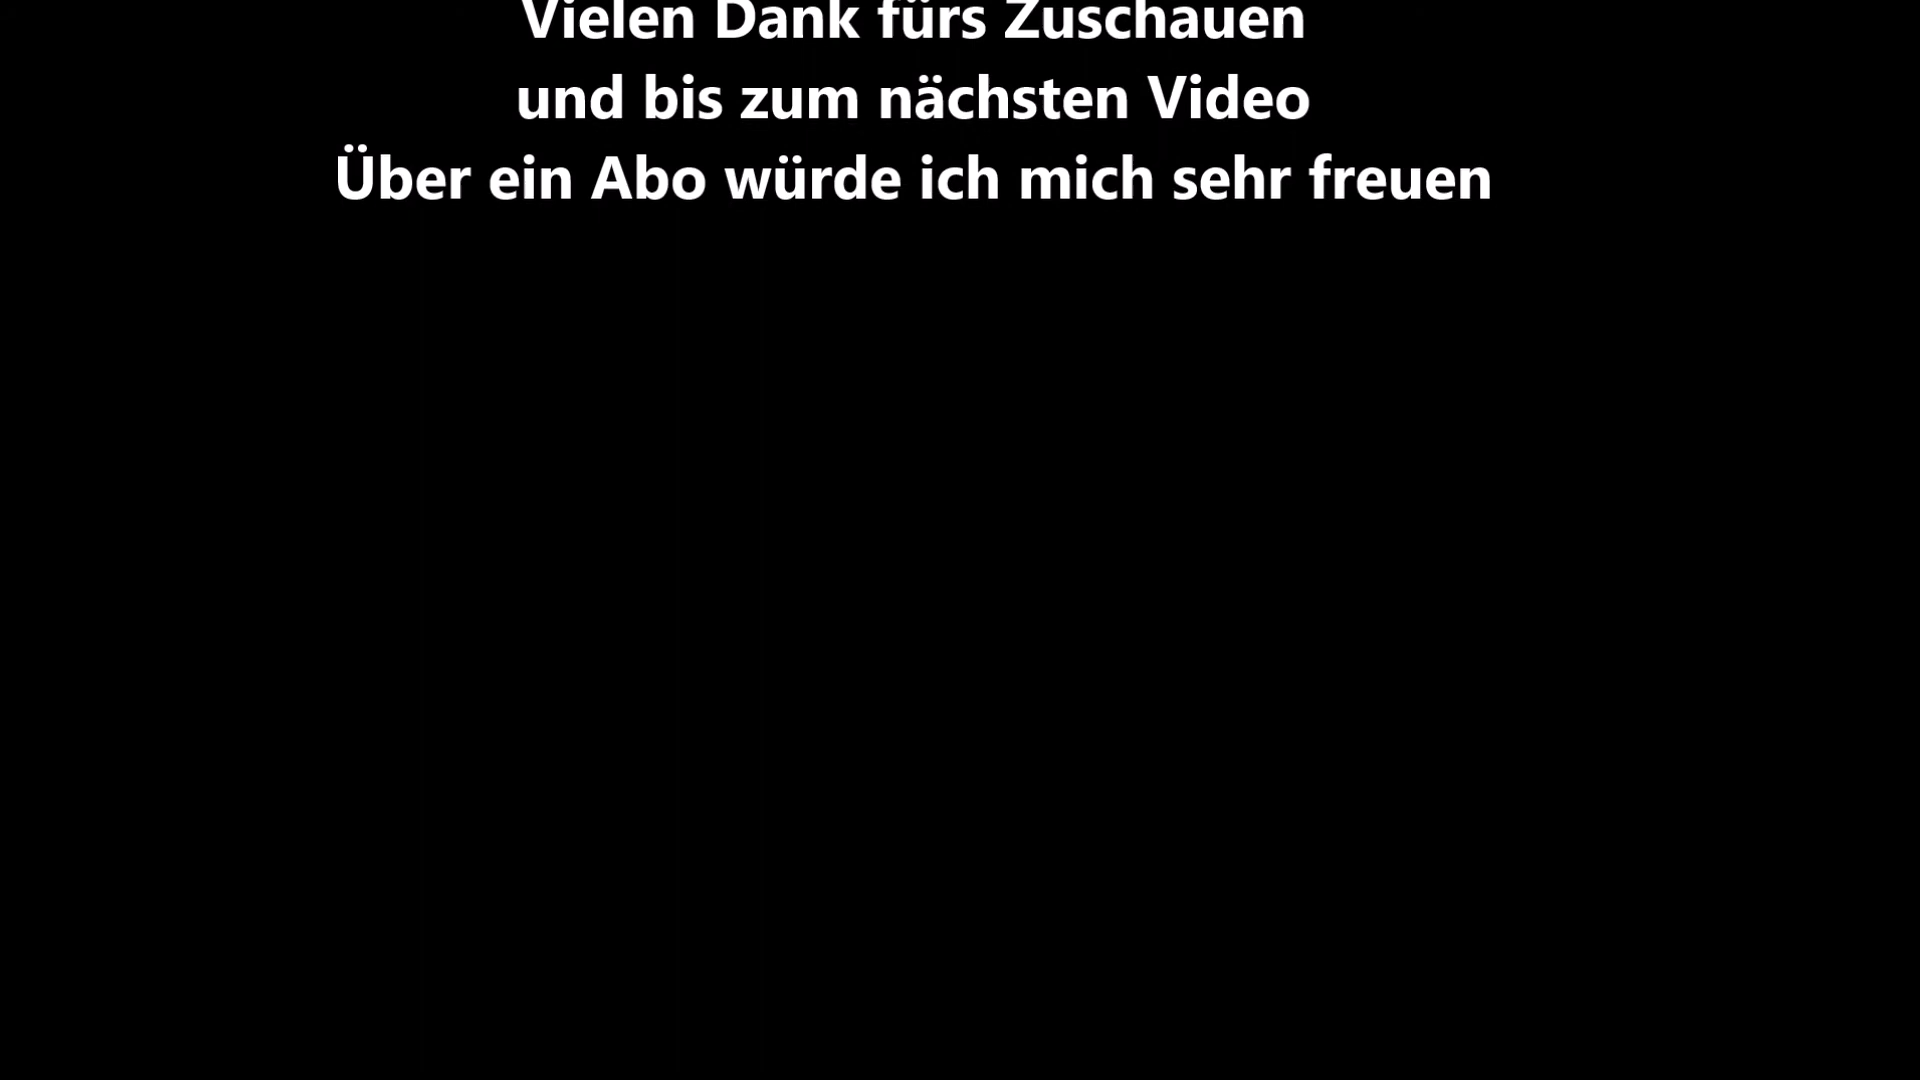 Vielen Dank fürs Zuschauen
und bis zum nächsten Video
Über ein Abo würde ich mich sehr freuen